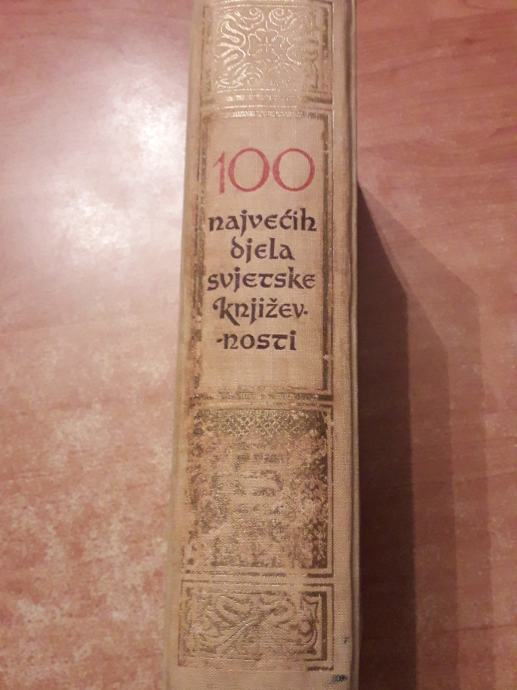 100
najvećih
djela
svjetske
književ-
-nosti